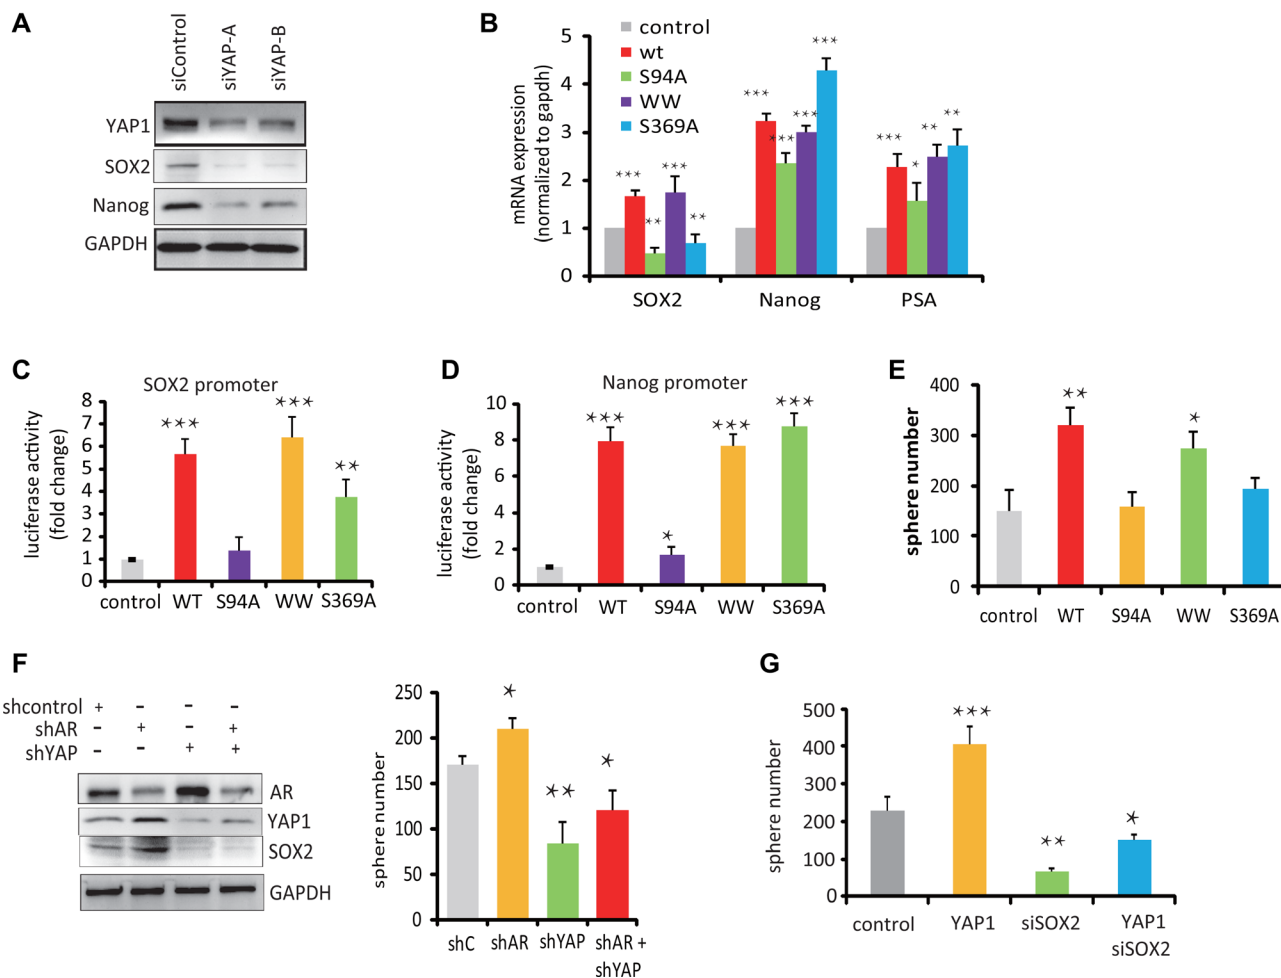 A
siControl
siYAP-A
siYAP-B
YAP1
SOX2
Nanog
GAPDH
B
control
wt
S94A
WW
S369A
mRNA expression
(normalized to gapdh)
5
4
3
2
1
0
***
**
***
**
***
***
***
***
**
*
**
**
SOX2 Nanog PSA
C
SOX2 promoter
luciferase activity
(fold change)
8
7
6
5
4
3
2
1
0
***
***
**
control WT S94A WW S369A
D
Nanog promoter
luciferase activity
(fold change)
10
8
6
4
2
0
***
*
***
***
control WT S94A WW S369A
E
sphere number
400
300
200
100
0
**
*
control WT S94A WW S369A
F
shcontrol + - - -
shAR - + - +
shYAP - - + +
AR
YAP1
SOX2
GAPDH
sphere number
250
200
150
100
50
0
*
**
*
shC shAR shYAP shAR +
shYAP
G
sphere number
500
400
300
200
100
0
***
**
*
control YAP1 siSOX2 YAP1
siSOX2